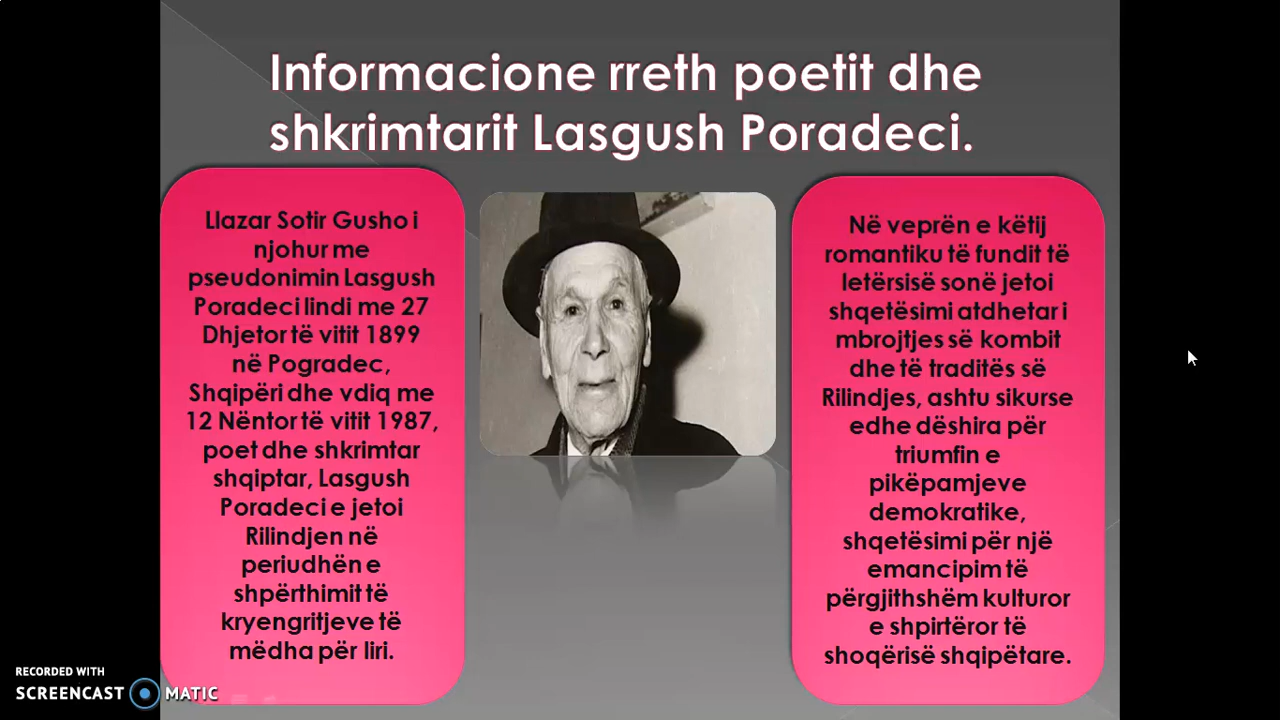 Informacione rreth poetit dhe
shkrimtarit Lasgush Poradeci.
Llazar Sotir Gusho i
njohur me
pseudonimin Lasgush
Poradeci lindi me 27
Dhjetor të vitit 1899
në Pogradec,
Shqipëri dhe vdiq me
12 Nëntor të vitit 1987,
poet dhe shkrimtar
shqiptar, Lasgush
Poradeci e jetoi
Rilindjen në
periudhën e
shpërthimit të
kryengritjeve të
mëdha për liri.
Në veprën e këtij
romantiku të fundit të
letërsisë sonë jetoi
shqetësimi atdhetar i
mbrojtjes së kombit
dhe të traditës së
Rilindjes, ashtu sikurse
edhe dëshira për
triumfin e
pikëpamjeve
demokratike,
shqetësimi për një
emancipim të
përgjithshëm kulturor
e shpirtëror të
shoqërisë shqipëtare.
RECORDED WITH
SCREENCAST MATIC